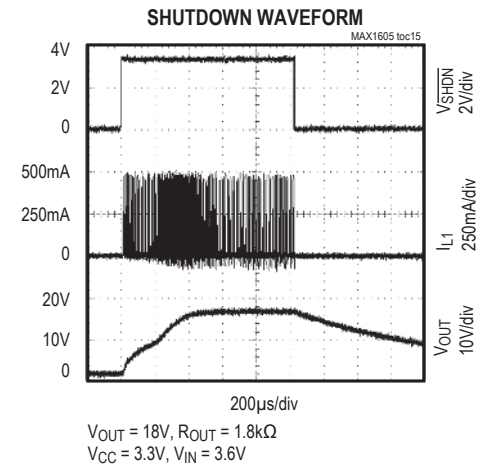 SHUTDOWN WAVEFORM
MAX1605 toc15
4V
2V
0
VSHDN
2V/div
500mA
250mA
0
IL1
250mA/div
20V
10V
0
VOUT
10V/div
200µs/div
VOUT = 18V, ROUT = 1.8kΩ
VCC = 3.3V, VIN = 3.6V